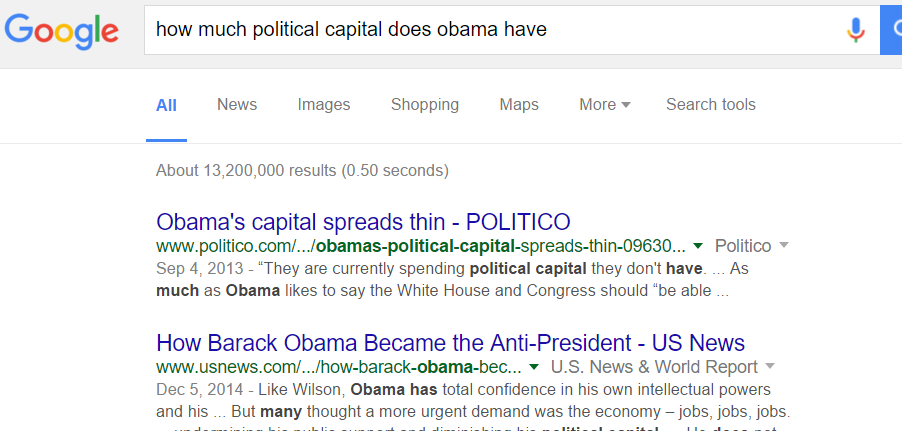 Google how much political capital does obama have
All News Images Shopping Maps More Search tools
About 13,200,000 results (0.50 seconds)
Obama's capital spreads thin - POLITICO
www.politico.com/.../obamas-political-capital-spreads-thin-09630... Politico
Sep 4, 2013 - “They are currently spending political capital they don't have. ... As
much as Obama likes to say the White House and Congress should “be able ...
How Barack Obama Became the Anti-President - US News
www.usnews.com/.../how-barack-obama-bec... U.S. News & World Report
Dec 5, 2014 - Like Wilson, Obama has total confidence in his own intellectual powers
and his ... But many thought a more urgent demand was the economy – jobs, jobs, jobs.